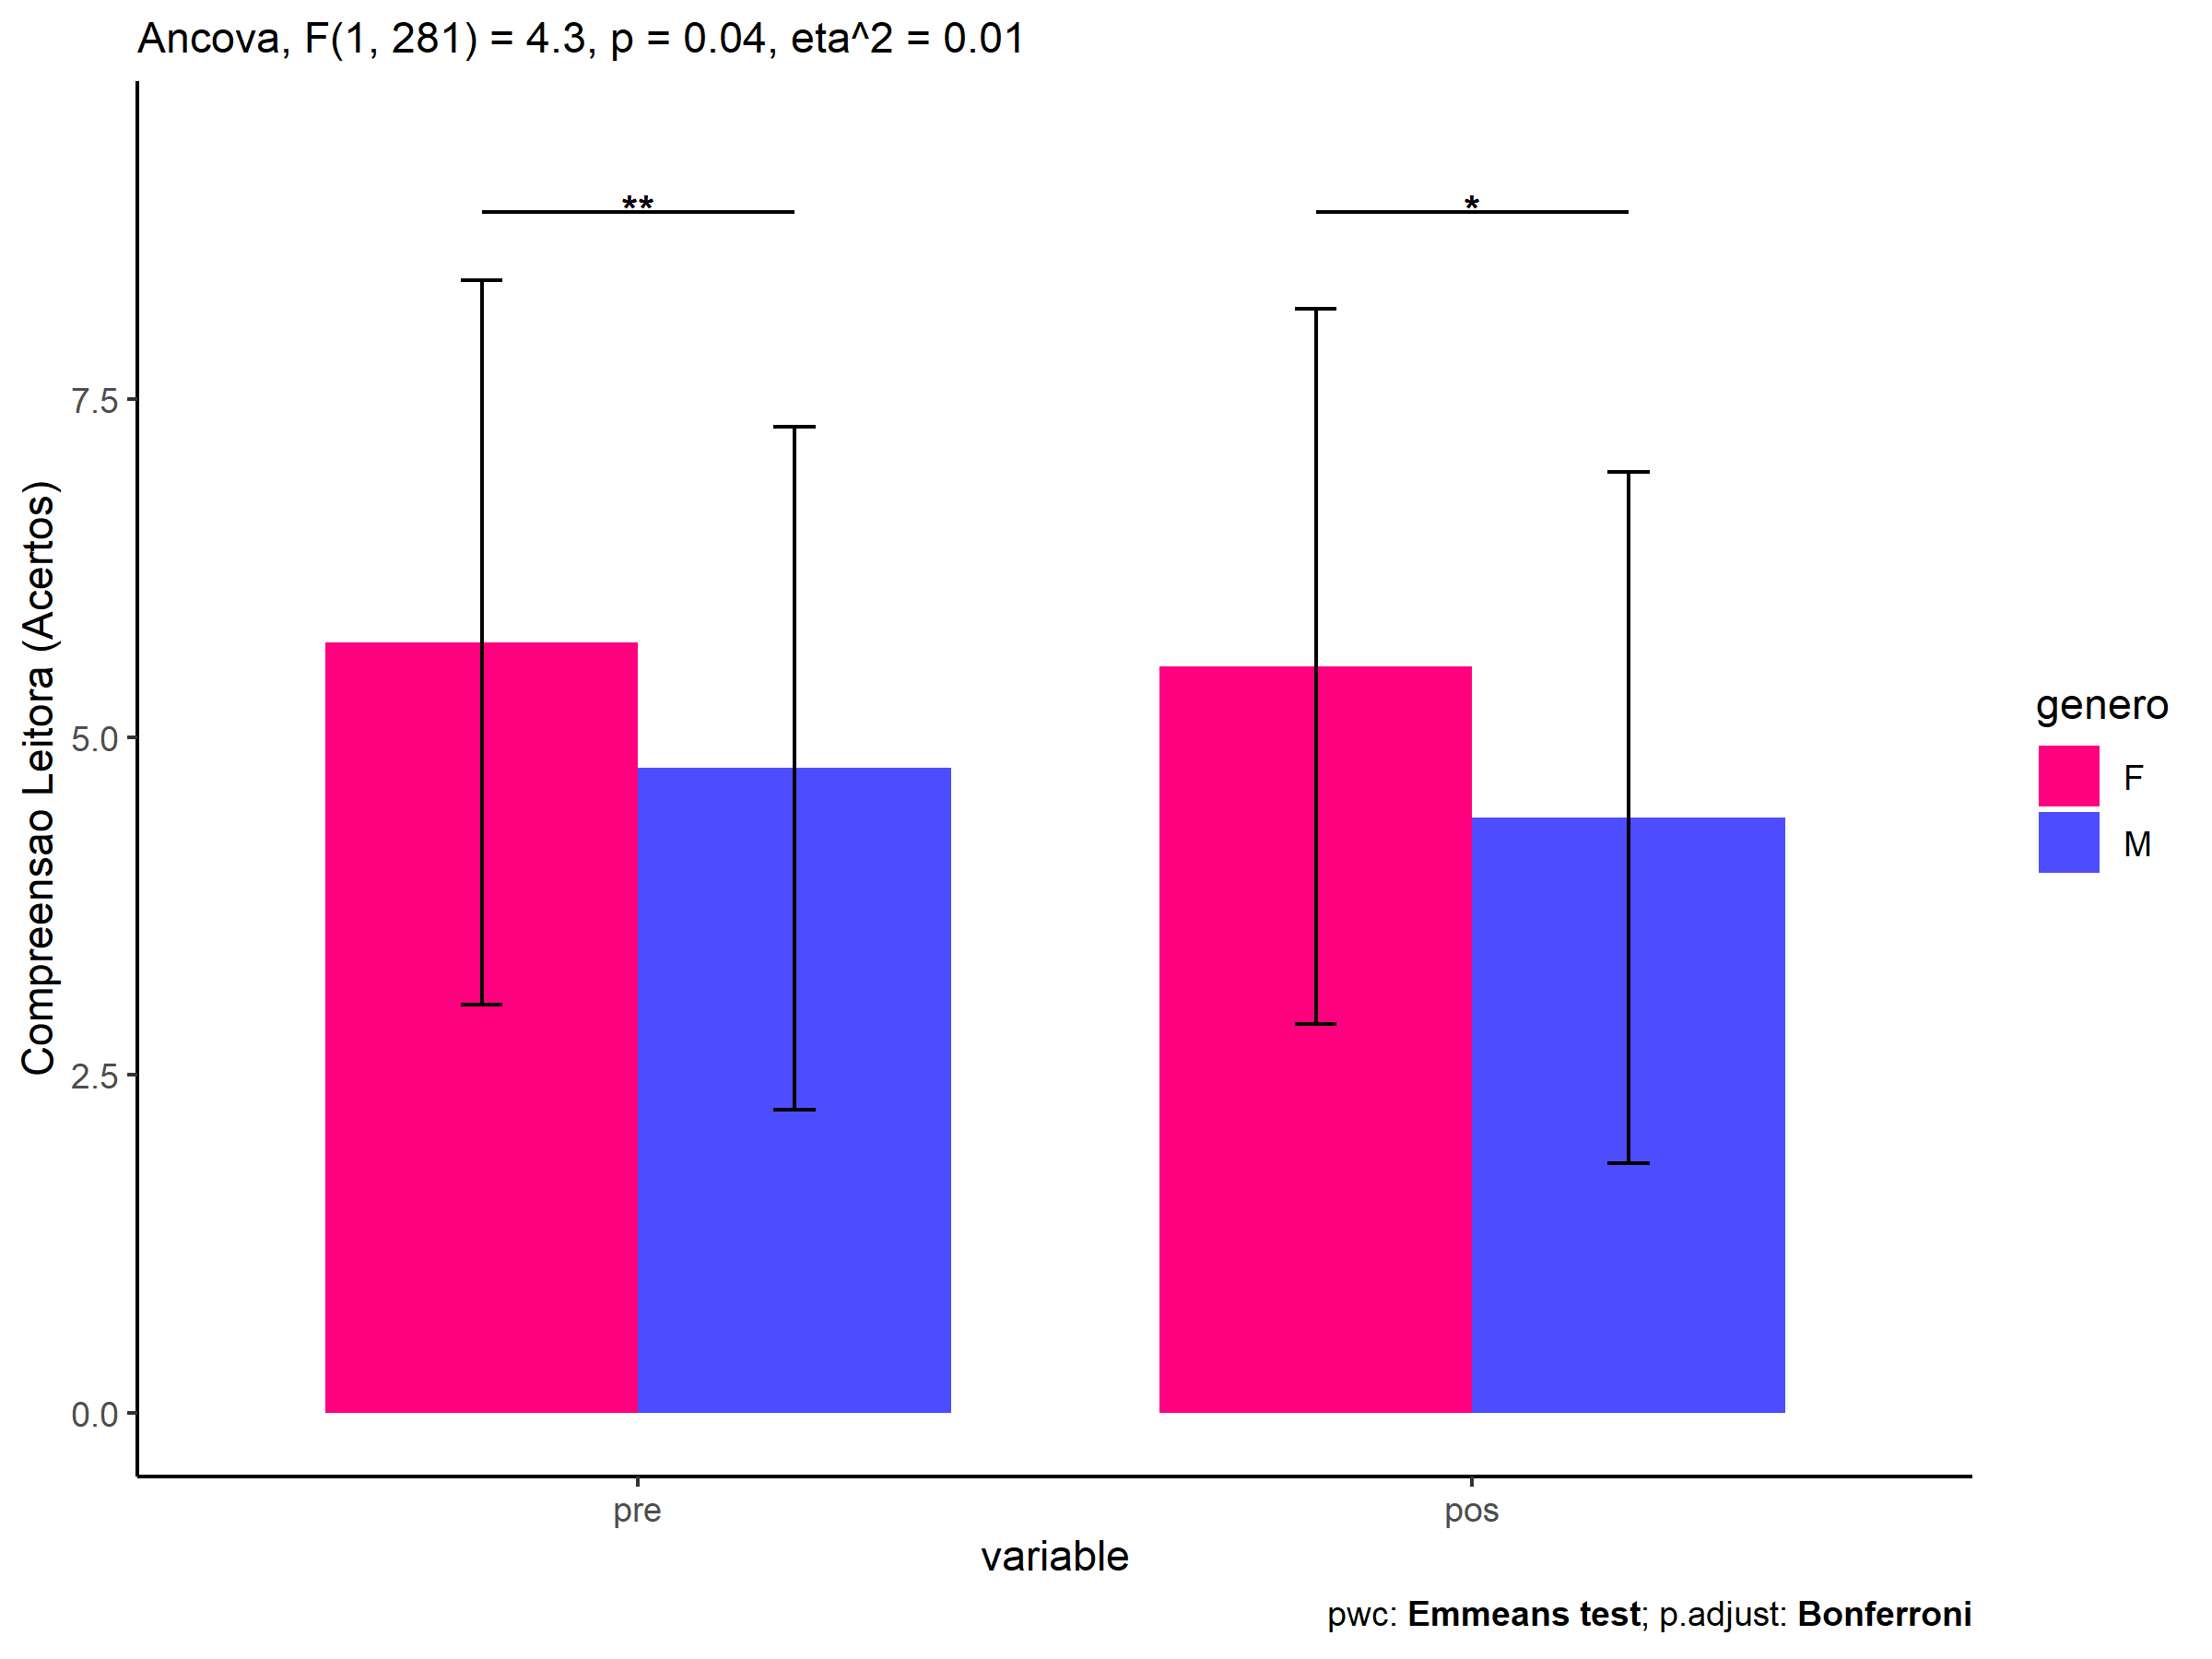 Ancova, F(1, 281) = 4.3, p = 0.04, eta^2 = 0.01
**
*
7.5
5.0
2.5
0.0
Compreensao Leitora (Acertos)
pre
pos
variable
genero
F
M
pwc: Emmeans test; p.adjust: Bonferroni